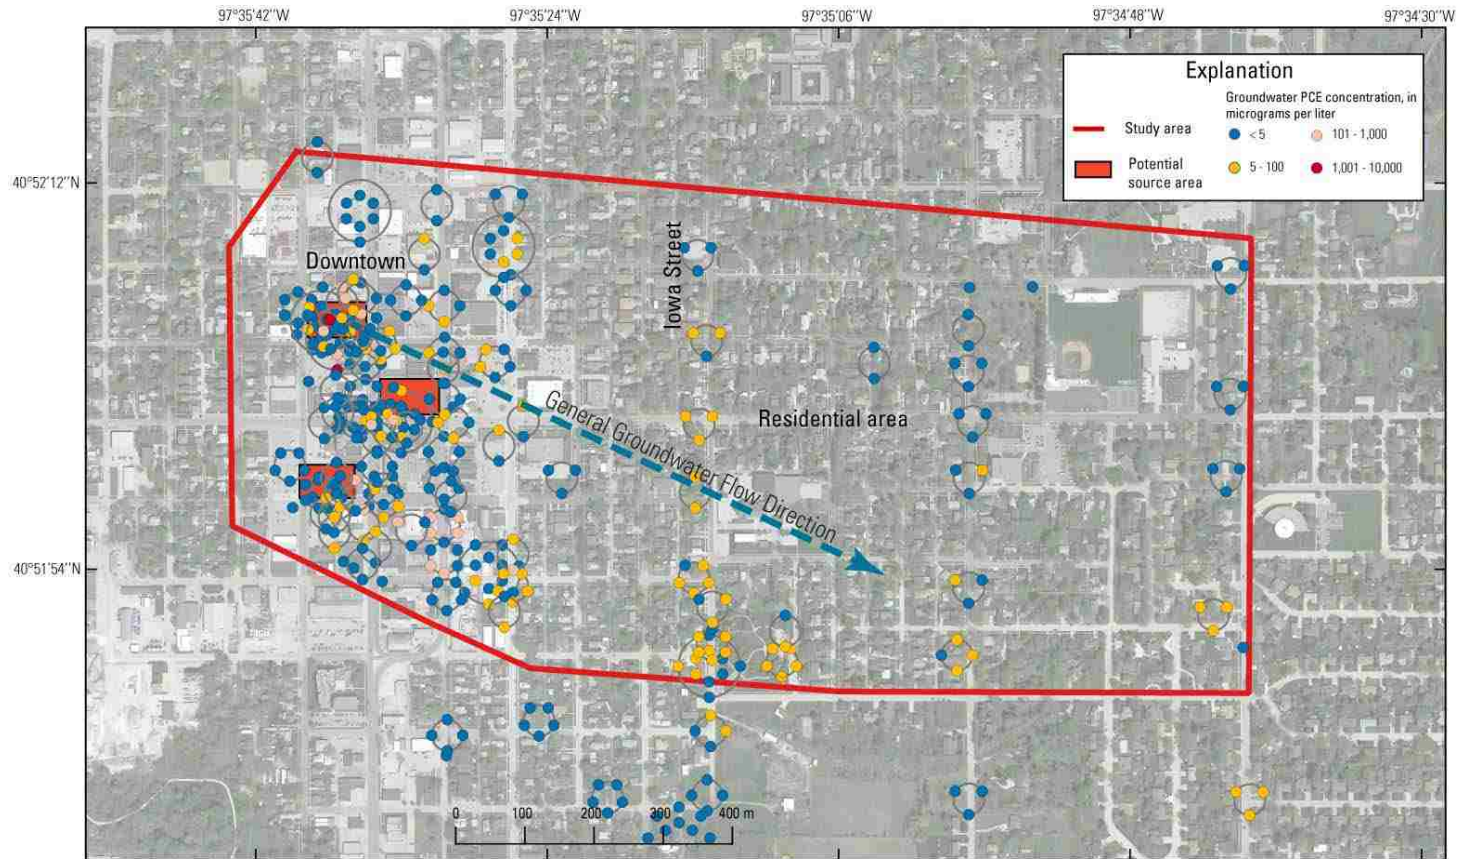 97°35'42"W
97°35'24"W
97°35'06"W
97°34'48"W
97°34'30"W
Explanation
Groundwater PCE concentration, in
micrograms per liter
Study area
< 5
101 - 1,000
Potential
source area
5 - 100
1,001 - 10,000
40°52'12"N
Downtown
Iowa Street
General Groundwater Flow Direction
Residential area
40°51'54"N
0
100
200
300
400 m